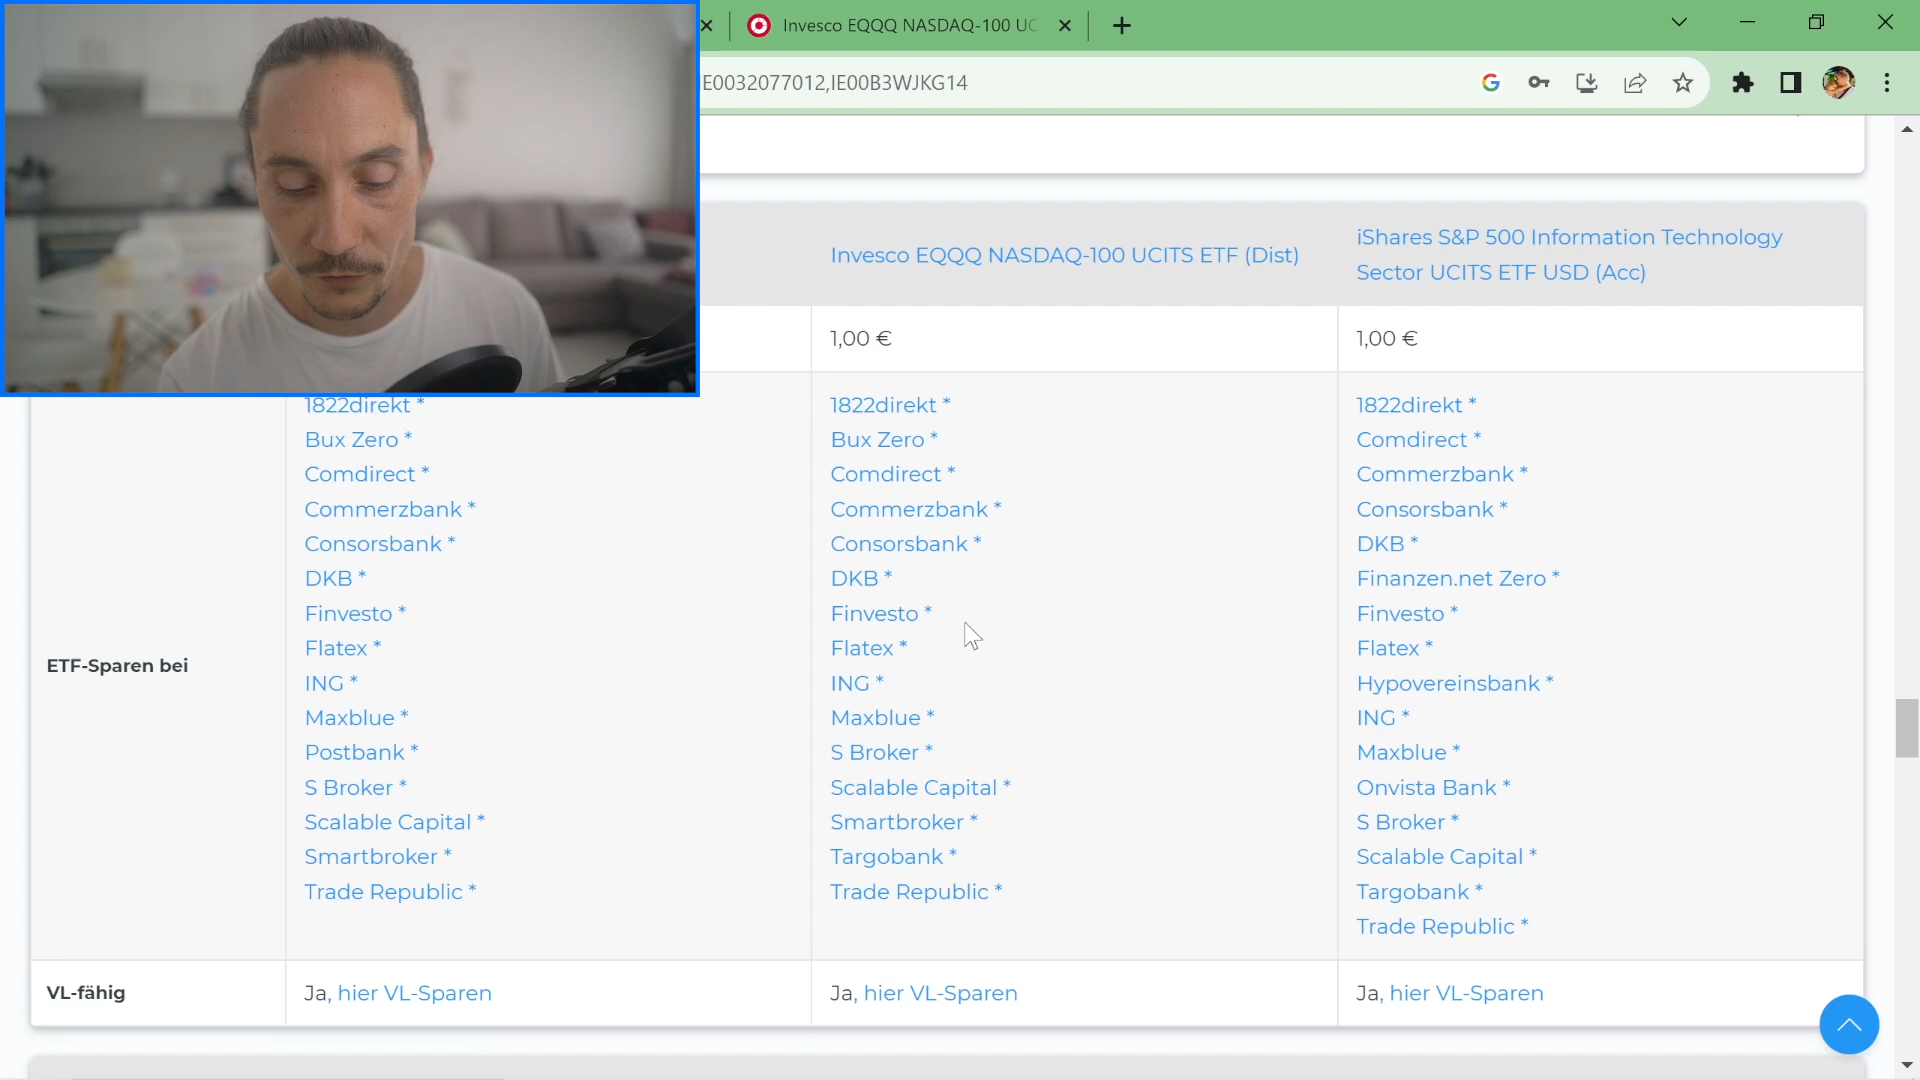 Invesco EQQQ NASDAQ-100 UC
E0032077012,IE00B3WJKG14
Invesco EQQQ NASDAQ-100 UCITS ETF (Dist)
iShares S&P 500 Information Technology
Sector UCITS ETF USD (Acc)
1,00 €
1,00 €
ETF-Sparen bei
1822direkt *
Bux Zero *
Comdirect *
Commerzbank *
Consorsbank *
DKB *
Finvesto *
Flatex *
ING *
Maxblue *
Postbank *
S Broker *
Scalable Capital *
Smartbroker *
Trade Republic *
1822direkt *
Bux Zero *
Comdirect *
Commerzbank *
Consorsbank *
DKB *
Finvesto *
Flatex *
ING *
Maxblue *
S Broker *
Scalable Capital *
Smartbroker *
Targobank *
Trade Republic *
1822direkt *
Comdirect *
Commerzbank *
Consorsbank *
DKB *
Finanzen.net Zero *
Finvesto *
Flatex *
Hypovereinsbank *
ING *
Maxblue *
Onvista Bank *
S Broker *
Scalable Capital *
Targobank *
Trade Republic *
VL-fähig
Ja, hier VL-Sparen
Ja, hier VL-Sparen
Ja, hier VL-Sparen